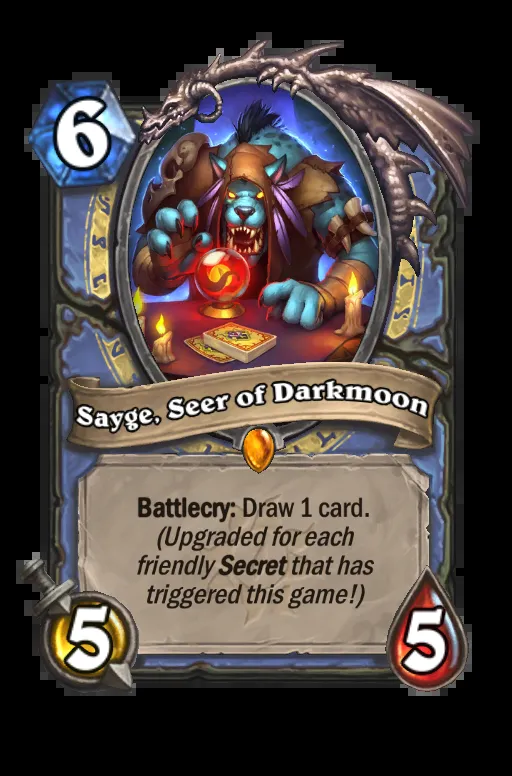 6
Sayge, Seer of Darkmoon
Battlecry: Draw 1 card.
(Upgraded for each
friendly Secret that has
triggered this game!)
5
5